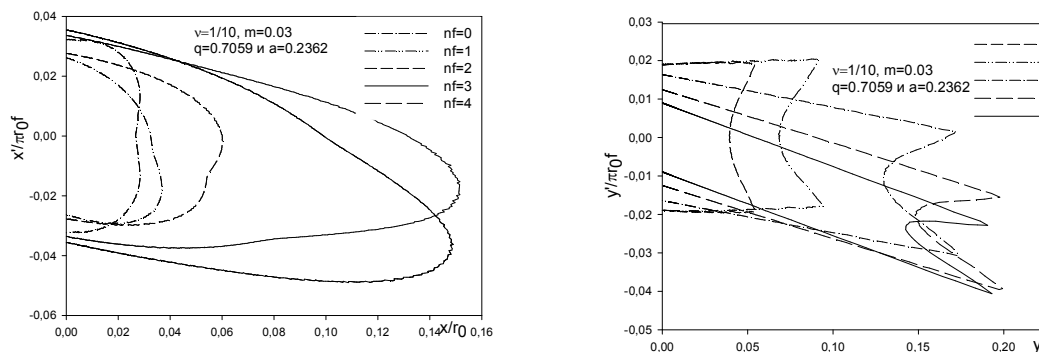 0,04
0,02
0,00
-0,02
-0,04
-0,06
x'/πr0f
ν=1/10, m=0.03
q=0.7059 и a=0.2362
nf=0
nf=1
nf=2
nf=3
nf=4
0,00 0,02 0,04 0,06 0,08 0,10 0,12 0,14 0,16
x/r0
0,03
0,02
0,01
0,00
-0,01
-0,02
-0,03
-0,04
-0,05
y'/πr0f
ν=1/10, m=0.03
q=0.7059 и a=0.2362
0,00 0,05 0,10 0,15 0,20
y